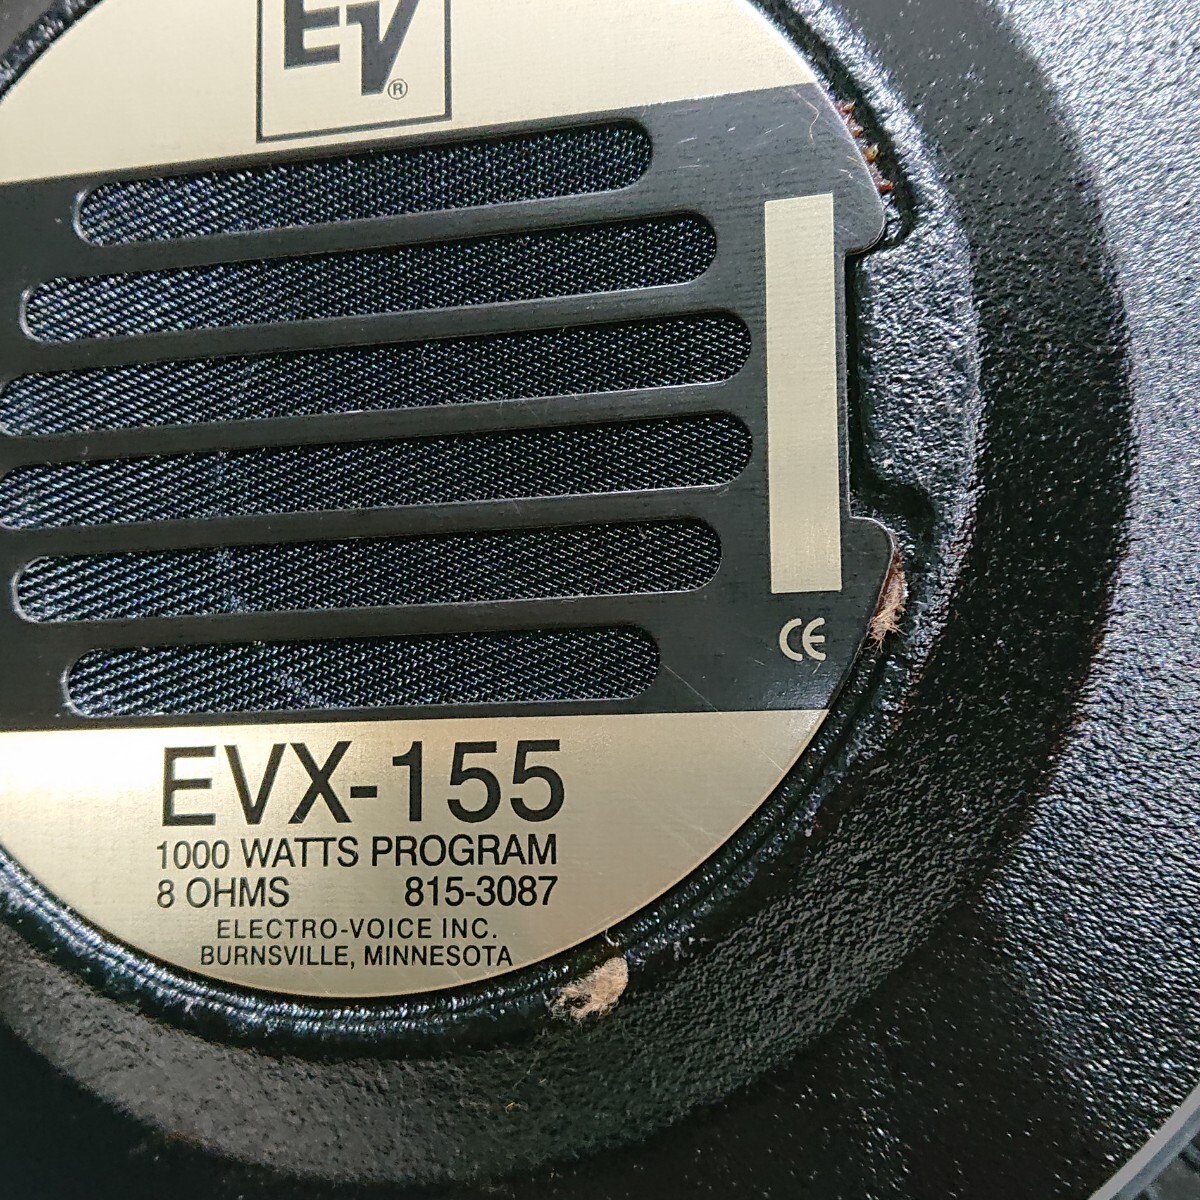 EV®
CE
EVX-155
1000 WATTS PROGRAM
8 OHMS 815-3087
ELECTRO-VOICE INC.
BURNSVILLE, MINNESOTA